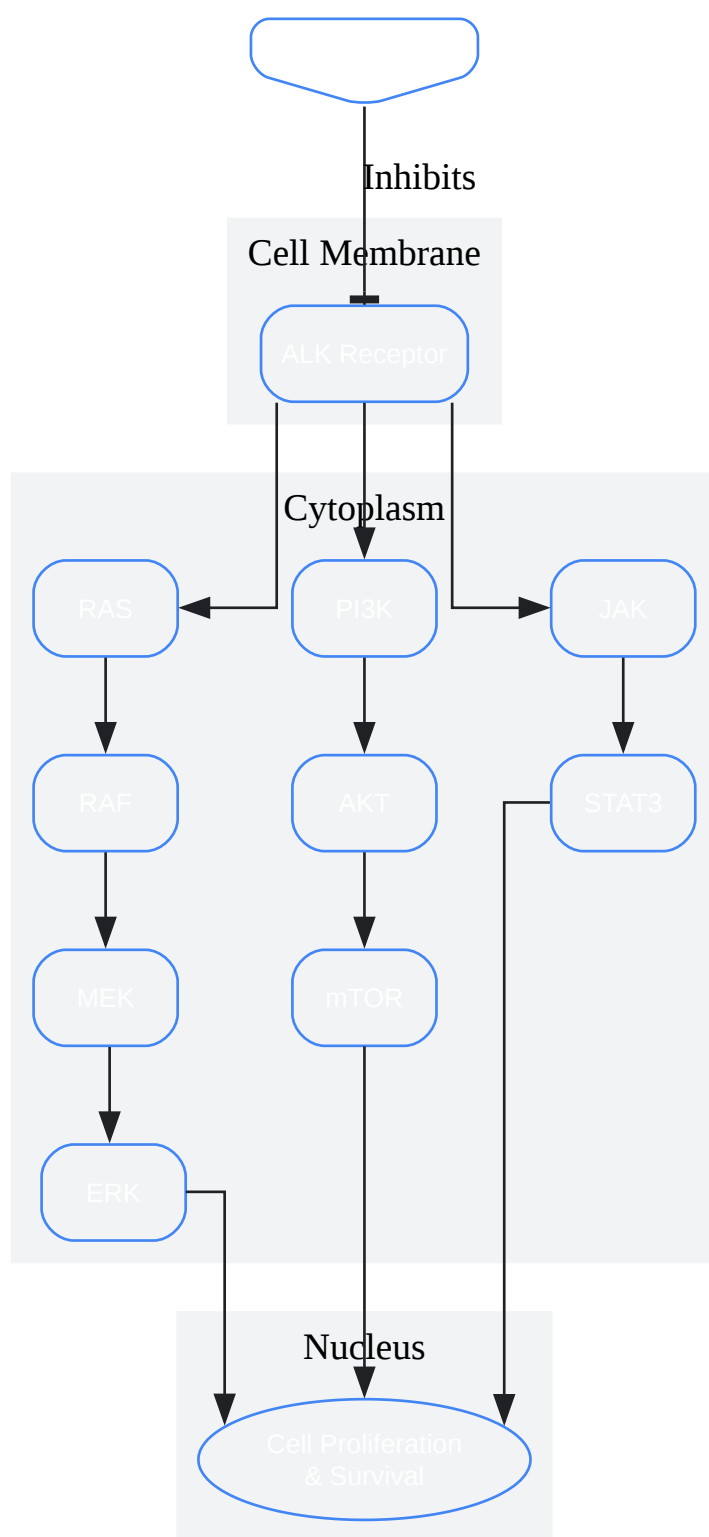 Inhibits
Cell Membrane
ALK Receptor
Cytoplasm
RAS
PI3K
JAK
RAF
AKT
STAT3
MEK
mTOR
ERK
Nucleus
Cell Proliferation
& Survival